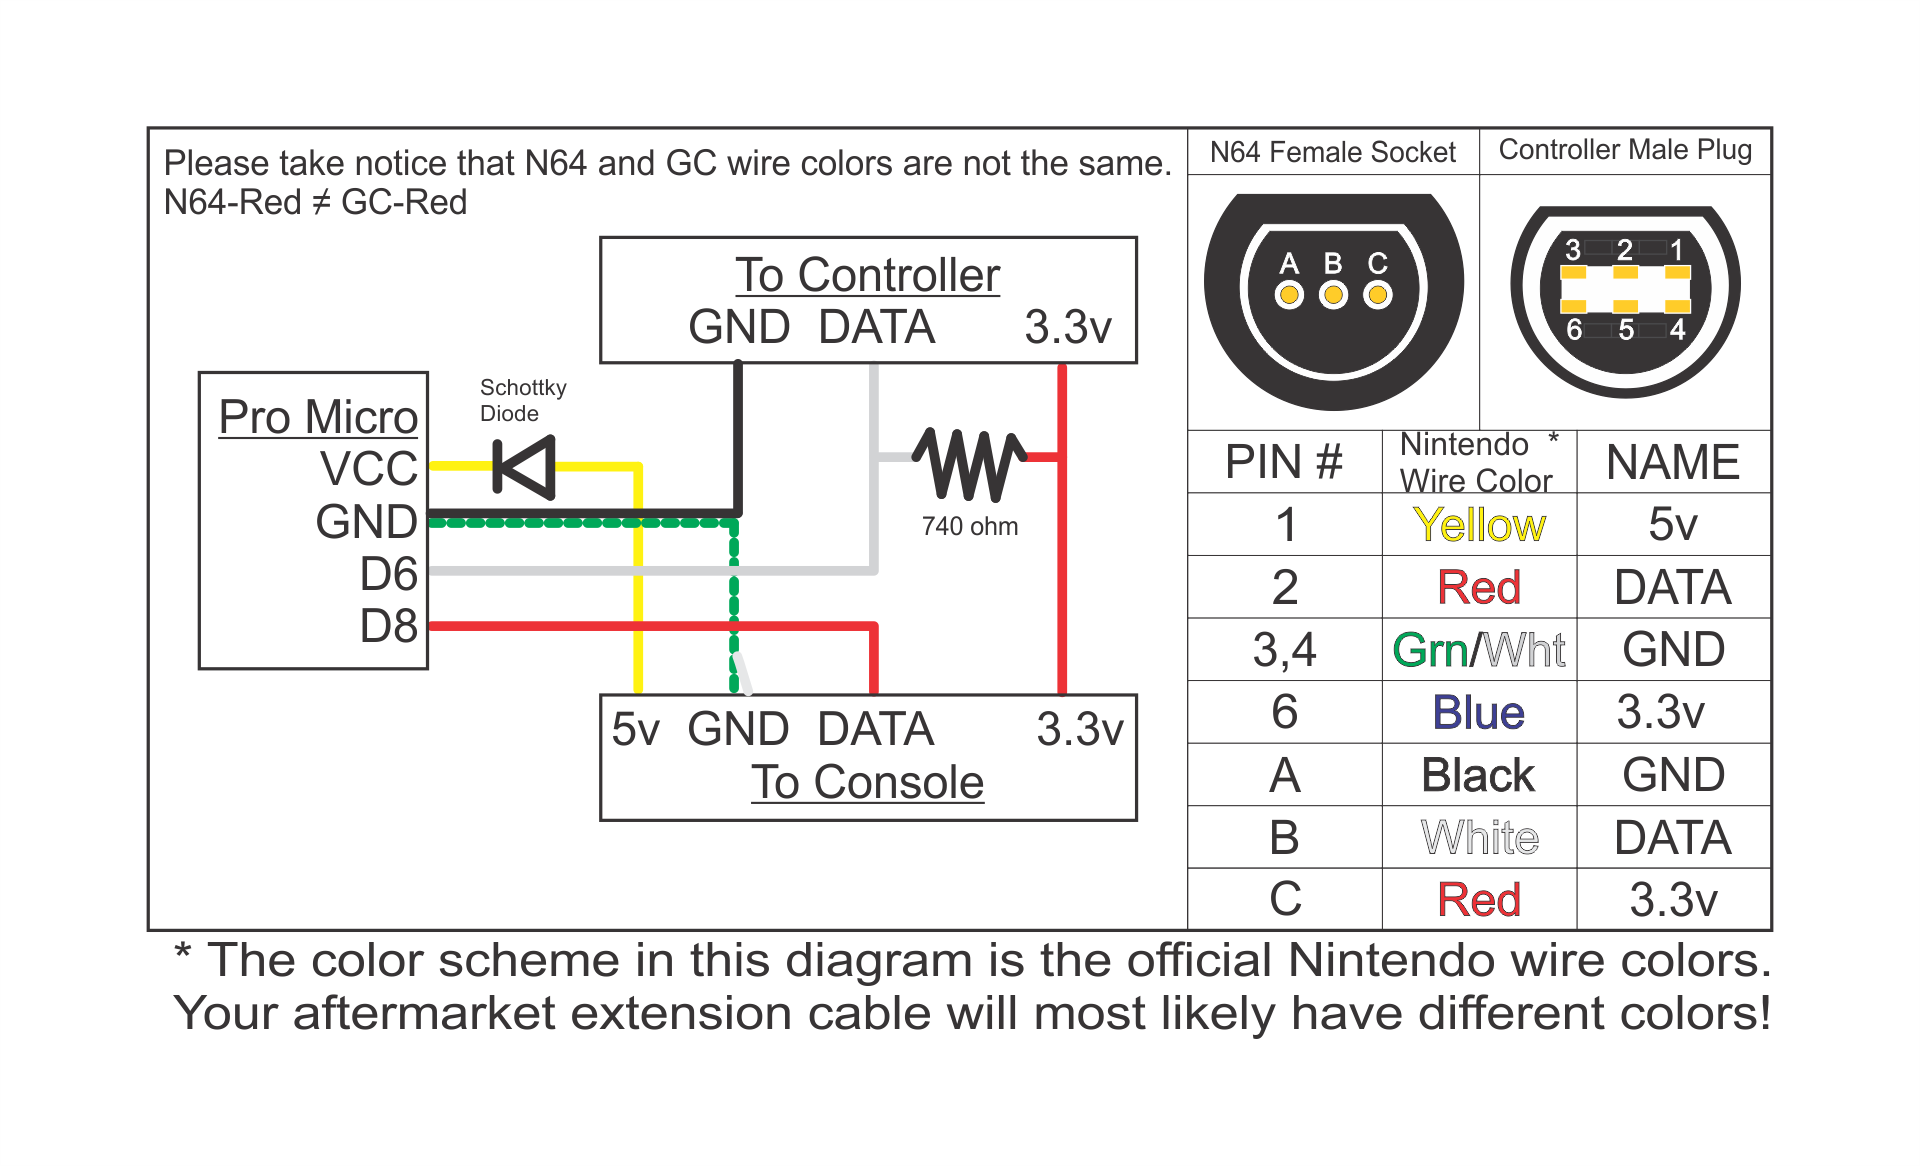 Please take notice that N64 and GC wire colors are not the same.
N64-Red ≠ GC-Red
To Controller
GND DATA 3.3v
Pro Micro
VCC
GND
D6
D8
Schottky
Diode
740 ohm
5v GND DATA 3.3v
To Console
N64 Female Socket
Controller Male Plug
A B C
3 2 1
6 5 4
PIN # Nintendo * Wire Color NAME
1 Yellow 5v
2 Red DATA
3,4 Grn/Wht GND
6 Blue 3.3v
A Black GND
B White DATA
C Red 3.3v
* The color scheme in this diagram is the official Nintendo wire colors.
Your aftermarket extension cable will most likely have different colors!